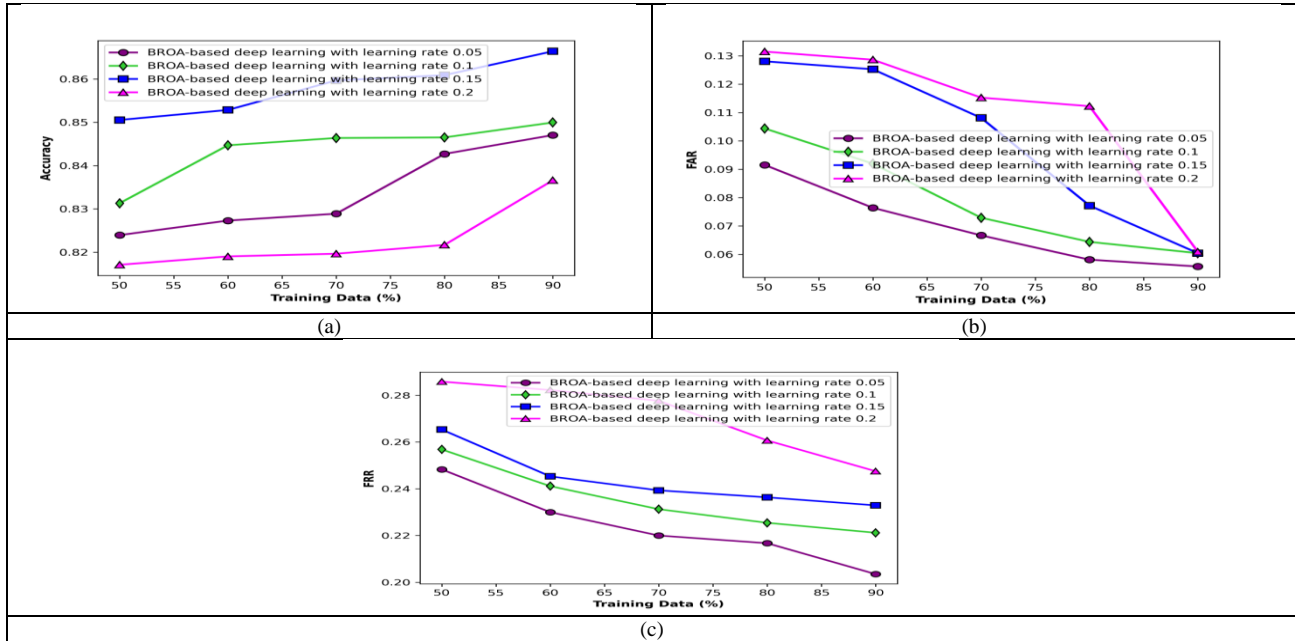 BROA-based deep learning with learning rate 0.05
BROA-based deep learning with learning rate 0.1
BROA-based deep learning with learning rate 0.15
BROA-based deep learning with learning rate 0.2
0.86
0.85
0.84
0.83
0.82
Accuracy
50 55 60 65 70 75 80 85 90
Training Data (%)
(a)
0.13
0.12
0.11
0.10
0.09
0.08
0.07
0.06
FAR
BROA-based deep learning with learning rate 0.05
BROA-based deep learning with learning rate 0.1
BROA-based deep learning with learning rate 0.15
BROA-based deep learning with learning rate 0.2
50 55 60 65 70 75 80 85 90
Training Data (%)
(b)
BROA-based deep learning with learning rate 0.05
BROA-based deep learning with learning rate 0.1
BROA-based deep learning with learning rate 0.15
BROA-based deep learning with learning rate 0.2
0.28
0.26
0.24
0.22
0.20
FRR
50 55 60 65 70 75 80 85 90
Training Data (%)
(c)